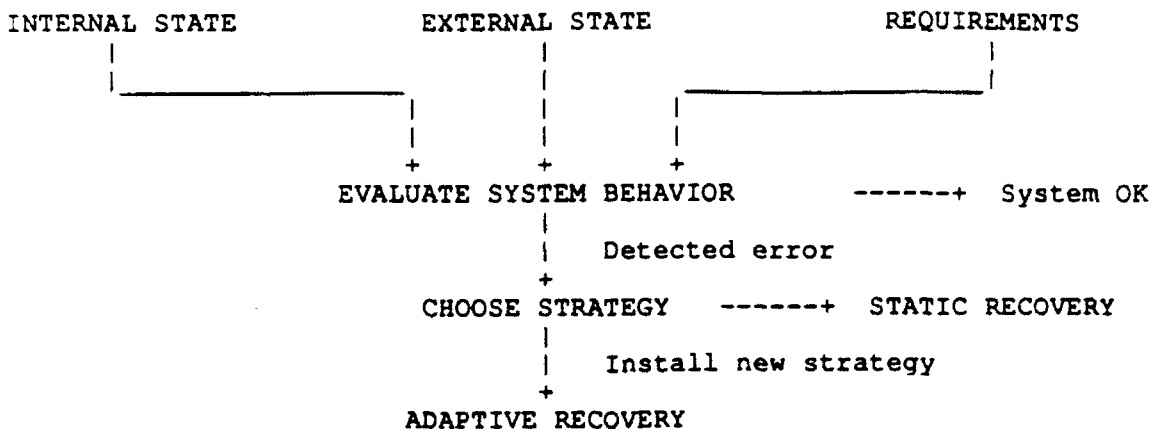 INTERNAL STATE EXTERNAL STATE REQUIREMENTS
EVALUATE SYSTEM BEHAVIOR ------+ System OK
Detected error
CHOOSE STRATEGY ------+ STATIC RECOVERY
Install new strategy
ADAPTIVE RECOVERY